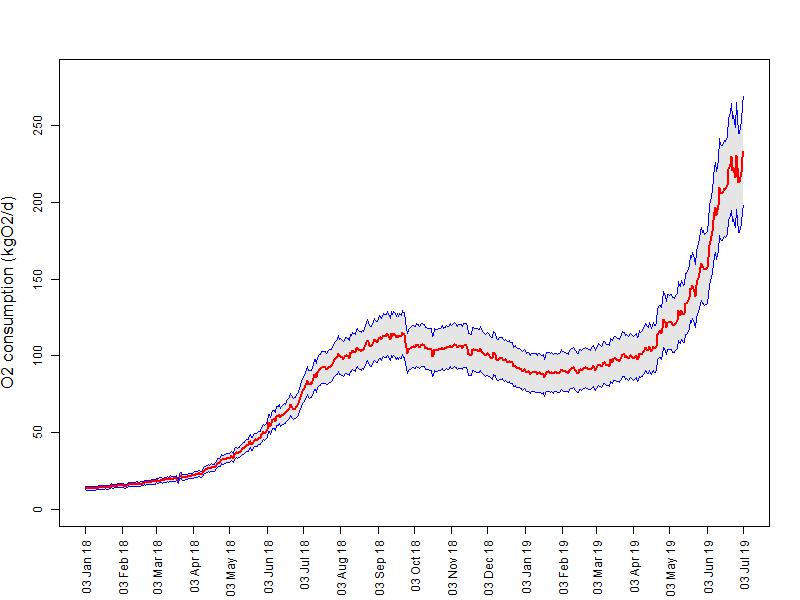 O2 consumption (kgO2/d)
250
200
150
100
50
0
03 Jan 18
03 Feb 18
03 Mar 18
03 Apr 18
03 May 18
03 Jun 18
03 Jul 18
03 Aug 18
03 Sep 18
03 Oct 18
03 Nov 18
03 Dec 18
03 Jan 19
03 Feb 19
03 Mar 19
03 Apr 19
03 May 19
03 Jun 19
03 Jul 19